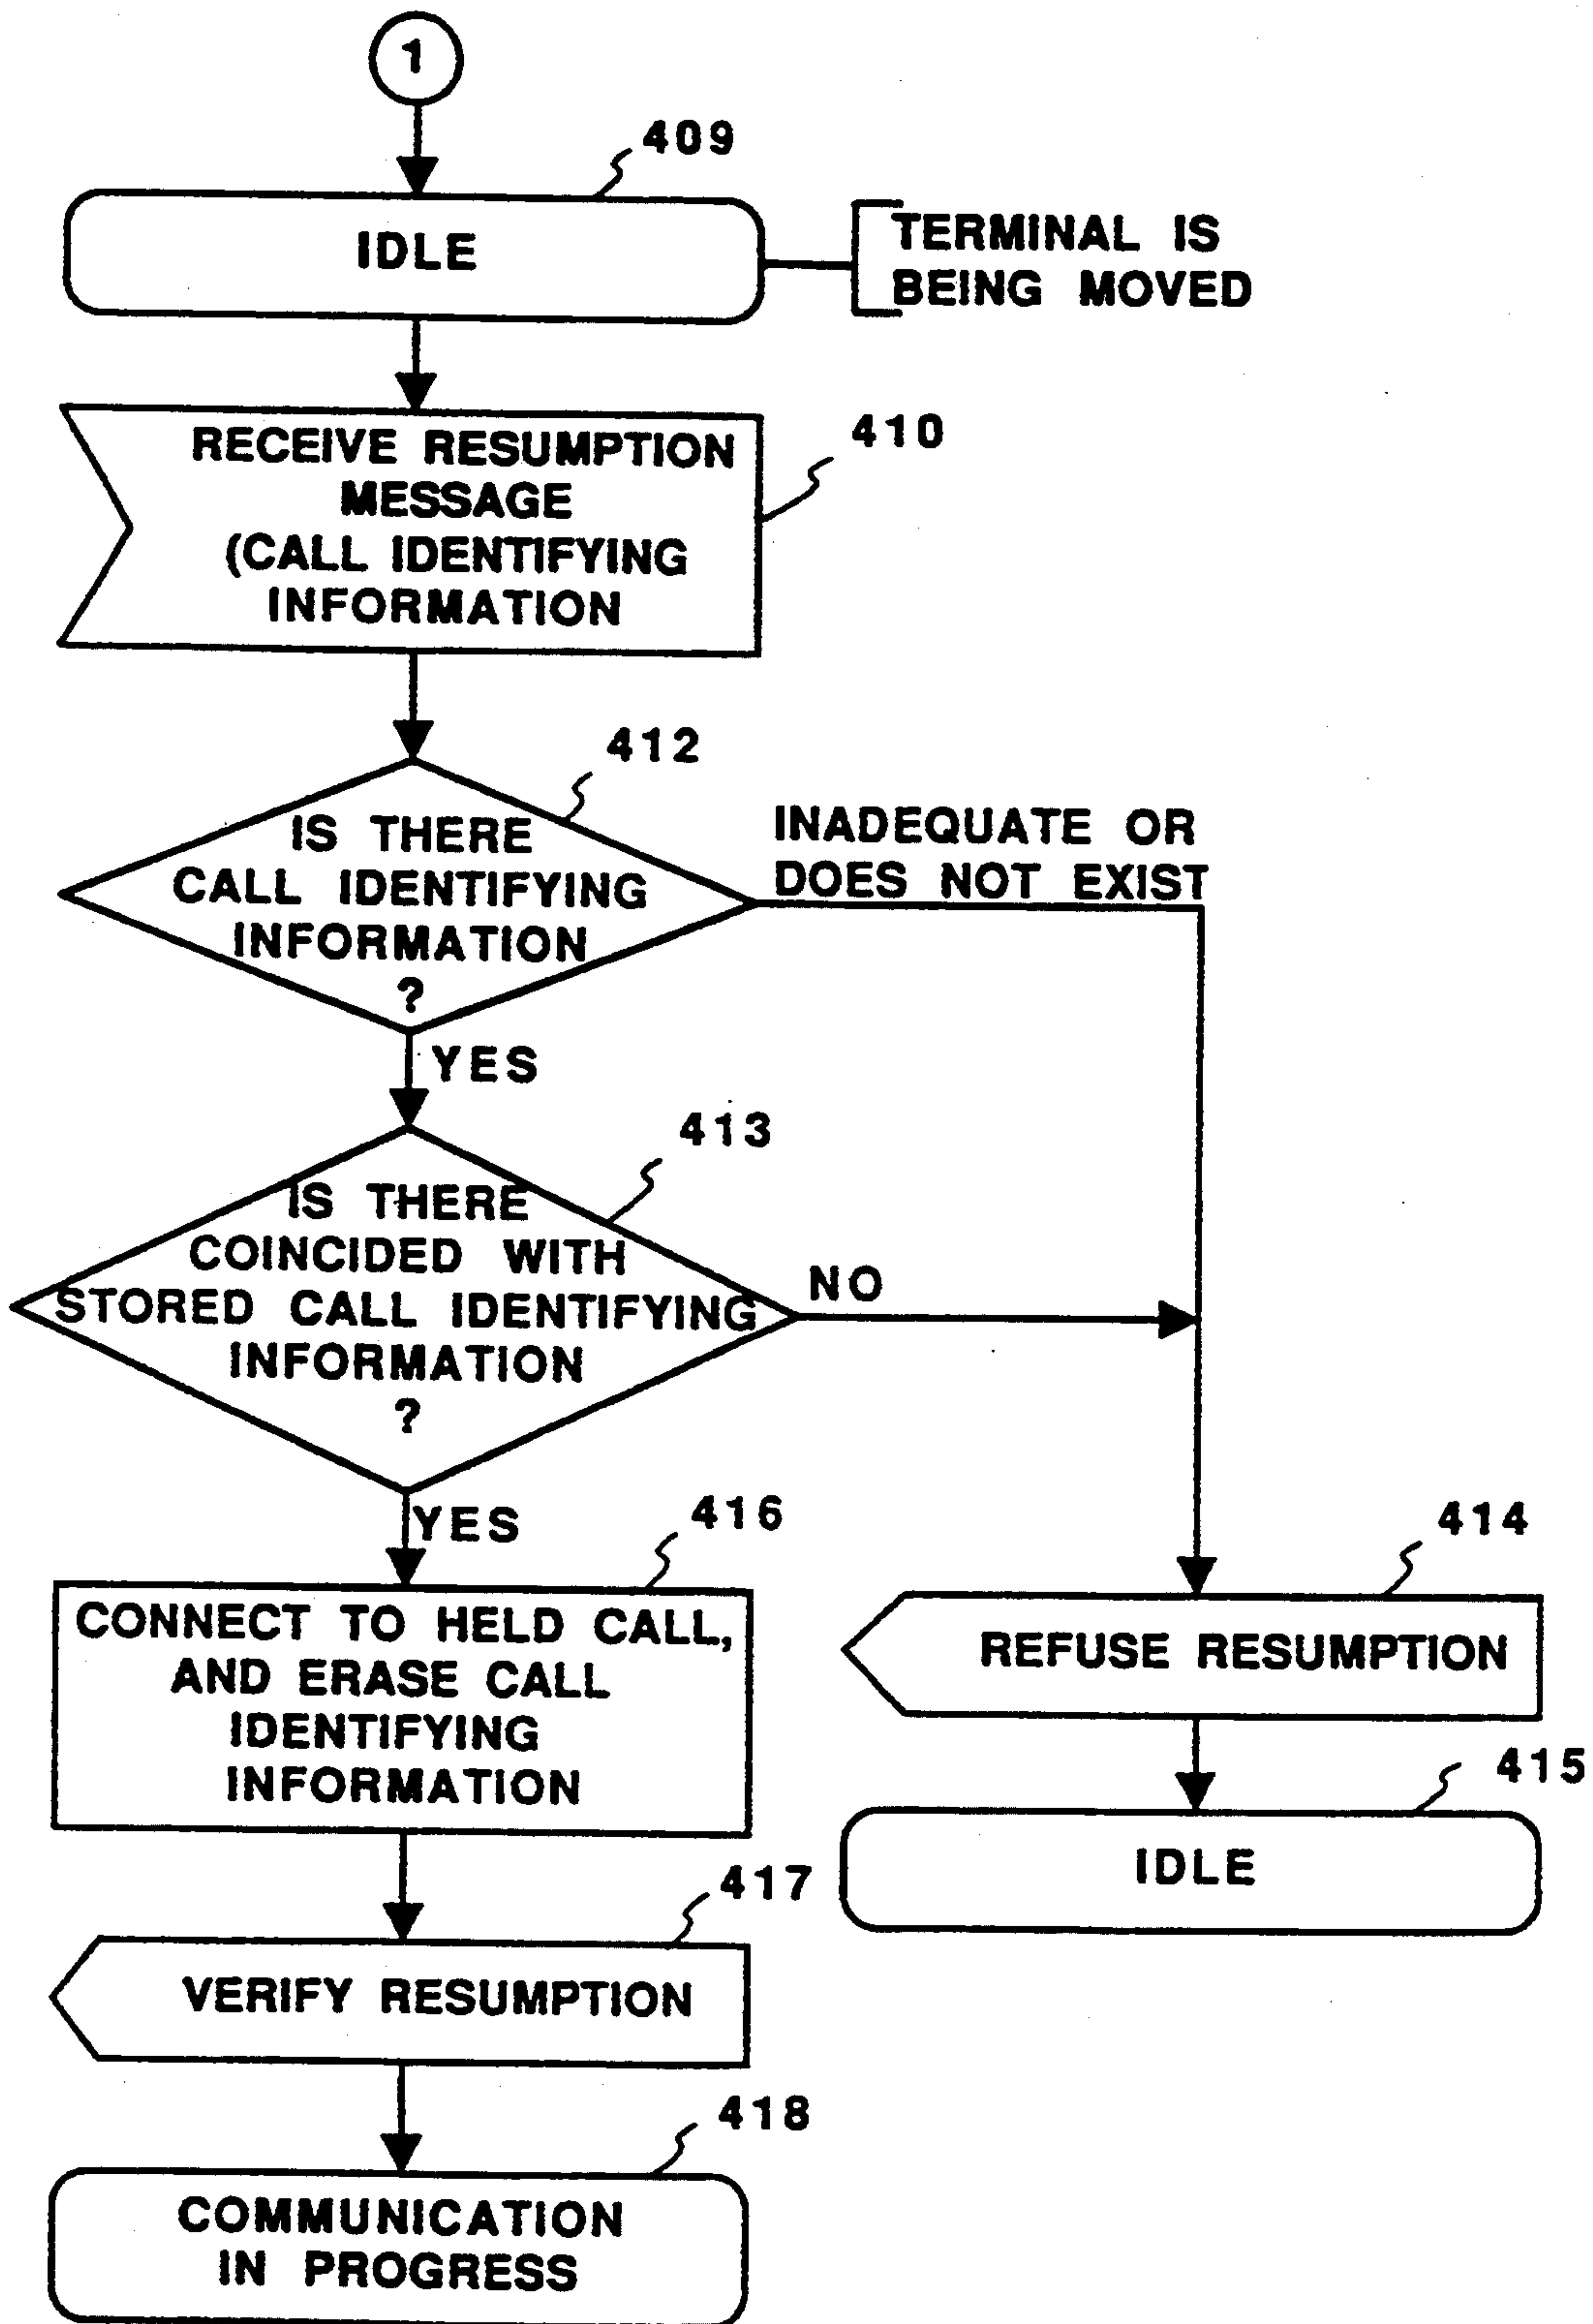 1
409
IDLE
TERMINAL IS
BEING MOVED
410
RECEIVE RESUMPTION
MESSAGE
(CALL IDENTIFYING
INFORMATION
412
IS THERE
CALL IDENTIFYING
INFORMATION
?
INADEQUATE OR
DOES NOT EXIST
YES
413
IS THERE
COINCIDED WITH
STORED CALL IDENTIFYING
INFORMATION
?
NO
YES
416
CONNECT TO HELD CALL,
AND ERASE CALL
IDENTIFYING
INFORMATION
414
REFUSE RESUMPTION
415
IDLE
417
VERIFY RESUMPTION
418
COMMUNICATION
IN PROGRESS